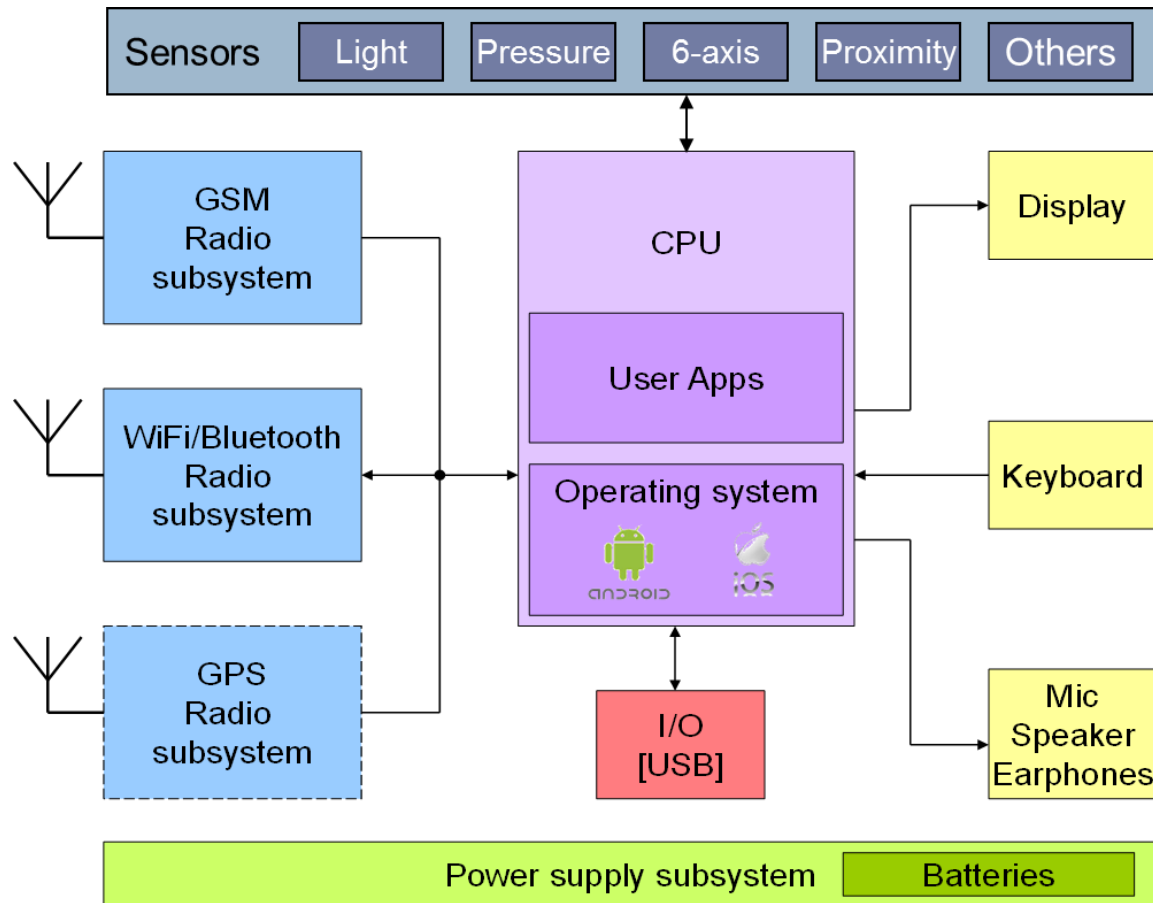 Sensors
Light
Pressure
6-axis
Proximity
Others
GSM
Radio
subsystem
CPU
Display
User Apps
WiFi/Bluetooth
Radio
subsystem
Operating system
ANDROID
iOS
Keyboard
GPS
Radio
subsystem
I/O
[USB]
Mic
Speaker
Earphones
Power supply subsystem
Batteries